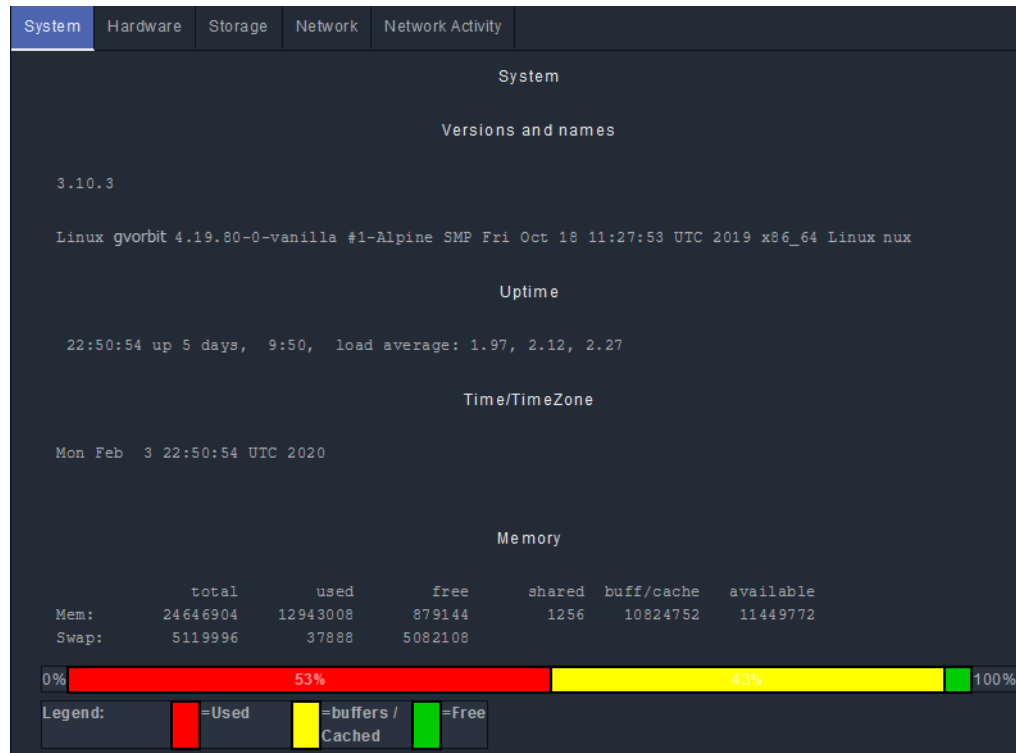 System Hardware Storage Network Network Activity
System
Versions and names
3.10.3
Linux gvorbit 4.19.80-0-vanilla #1-Alpine SMP Fri Oct 18 11:27:53 UTC 2019 x86_64 Linux nux
Uptime
22:50:54 up 5 days, 9:50, load average: 1.97, 2.12, 2.27
Time/TimeZone
Mon Feb 3 22:50:54 UTC 2020
Memory
total used free shared buff/cache available
Mem: 24646904 12943008 879144 1256 10824752 11449772
Swap: 5119996 37888 5082108
0% 53% 43% 100%
Legend: =Used =buffers / =Free
Cached